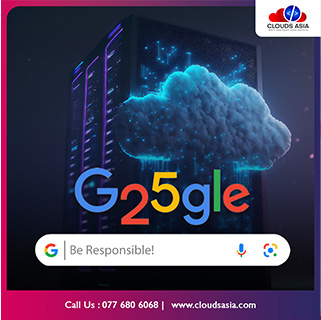 CLOUDS ASIA
G25gle
G Be Responsible!
Call Us : 077 680 6068 | www.cloudsasia.com